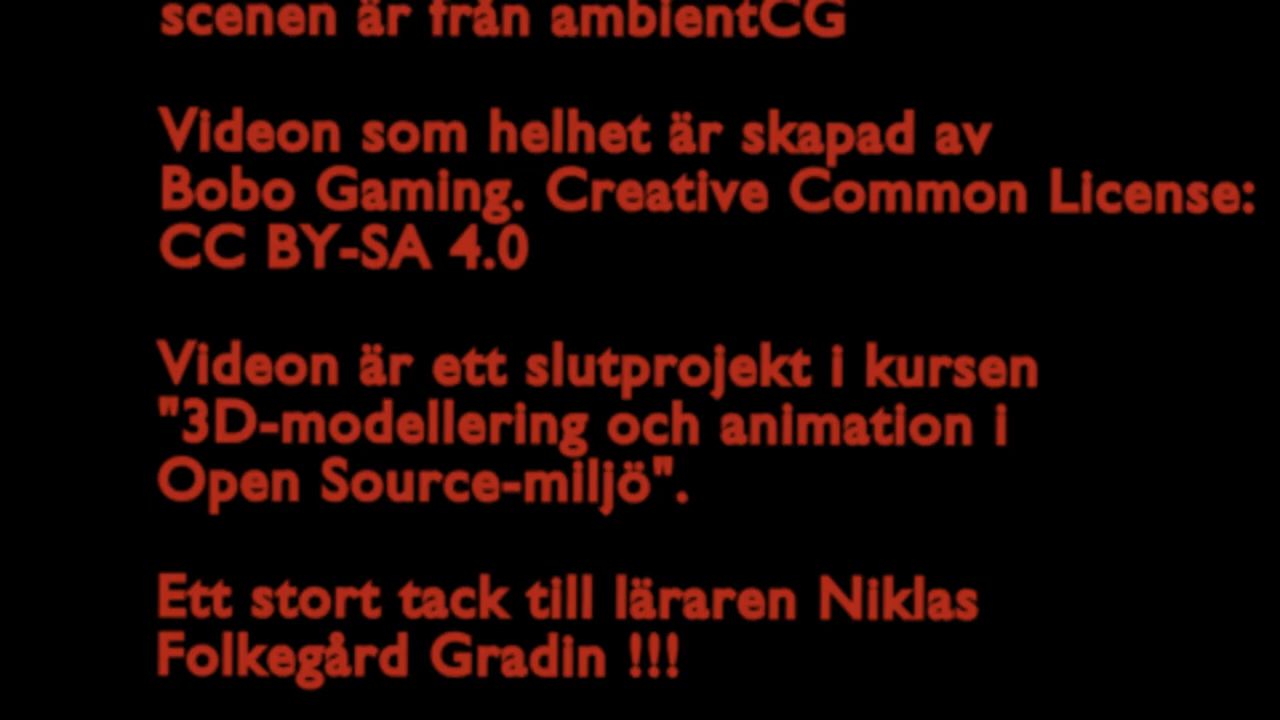 scenen är från ambientCG
Videon som helhet är skapad av
Bobo Gaming. Creative Common License:
CC BY-SA 4.0
Videon är ett slutprojekt i kursen
"3D-modellering och animation i
Open Source-miljö".
Ett stort tack till läraren Niklas
Folkegård Gradin !!!